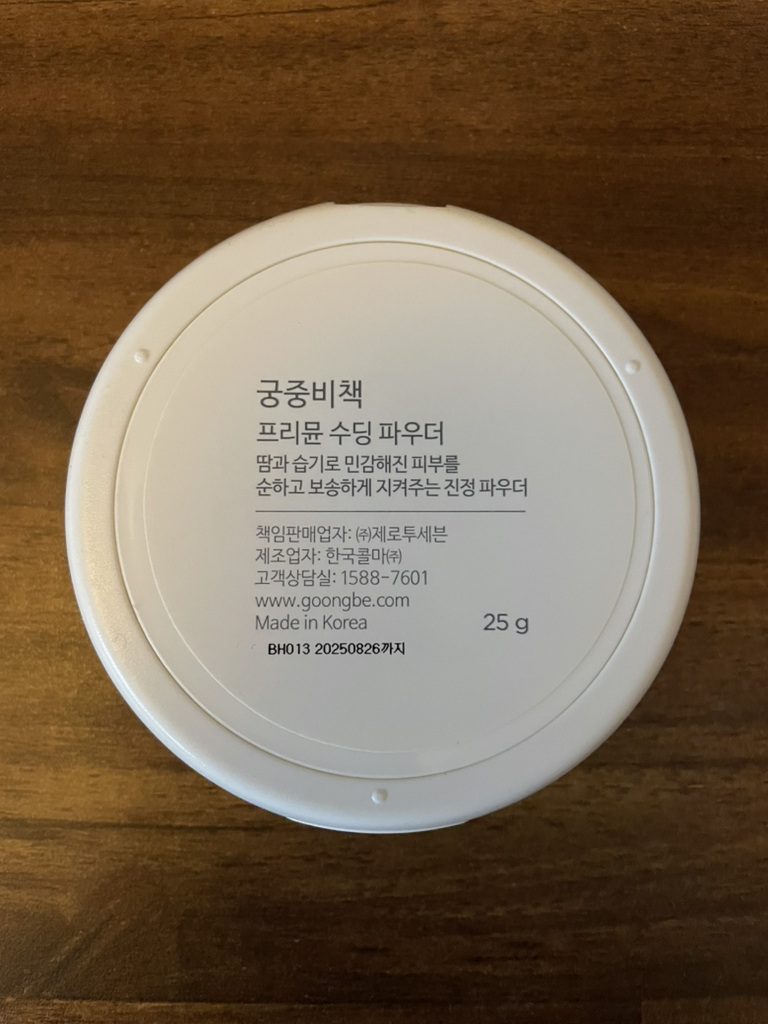 궁중비책
프리뮨 수딩 파우더
땀과 습기로 민감해진 피부를
순하고 보송하게 지켜주는 진정 파우더
책임판매업자: ㈜제로투세븐
제조업자: 한국콜마㈜
고객상담실: 1588-7601
www.goongbe.com
Made in Korea 25 g
BH013 20250826까지